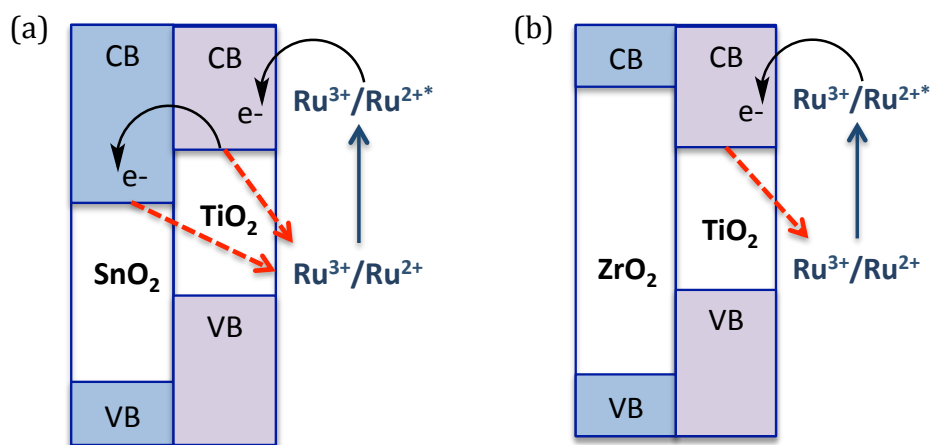 (a)
CB
CB
Ru³⁺/Ru²⁺*
e-
e-
TiO₂
SnO₂
Ru³⁺/Ru²⁺
VB
VB
(b)
CB
CB
Ru³⁺/Ru²⁺*
e-
TiO₂
ZrO₂
Ru³⁺/Ru²⁺
VB
VB